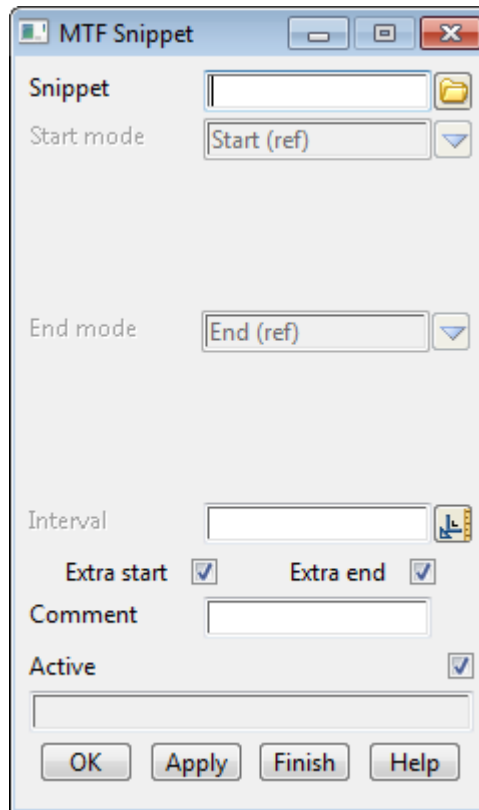 MTF Snippet
Snippet
Start mode Start (ref)
End mode End (ref)
Interval
Extra start Extra end
Comment
Active
OK Apply Finish Help